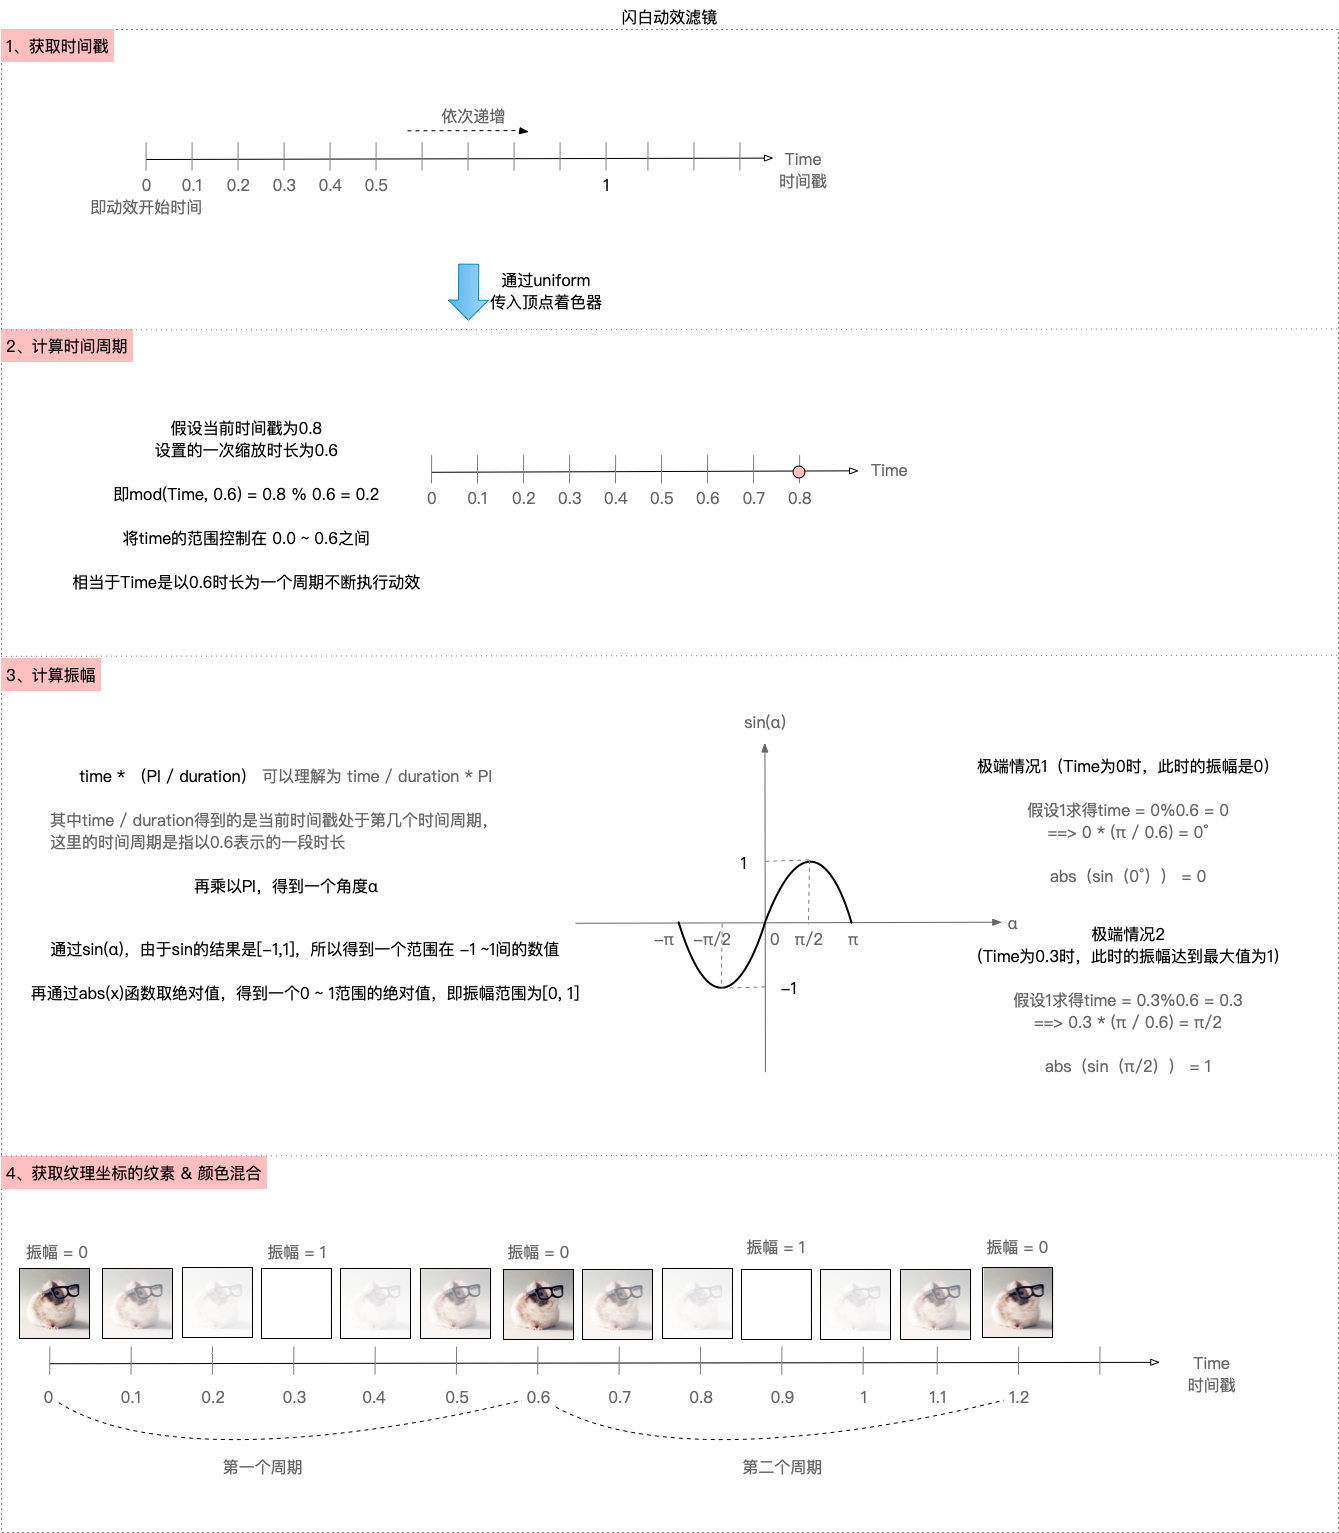 闪白动效滤镜
1、获取时间戳
依次递增
Time
时间戳
0 0.1 0.2 0.3 0.4 0.5 1
即动效开始时间
通过uniform
传入顶点着色器
2、计算时间周期
假设当前时间戳为0.8
设置的一次缩放时长为0.6
即mod(Time, 0.6) = 0.8 % 0.6 = 0.2
将time的范围控制在 0.0 ~ 0.6之间
相当于Time是以0.6时长为一个周期不断执行动效
Time
0 0.1 0.2 0.3 0.4 0.5 0.6 0.7 0.8
3、计算振幅
time * （PI / duration） 可以理解为 time / duration * PI
其中time / duration得到的是当前时间戳处于第几个时间周期，
这里的时间周期是指以0.6表示的一段时长
再乘以PI，得到一个角度α
通过sin(α)，由于sin的结果是[-1,1]，所以得到一个范围在 -1 ~1间的数值
再通过abs(x)函数取绝对值，得到一个0 ~ 1范围的绝对值，即振幅范围为[0, 1]
sin(α)
1
α
-π -π/2 0 π/2 π
-1
极端情况1（Time为0时，此时的振幅是0）
假设1求得time = 0%0.6 = 0
==> 0 * (π / 0.6) = 0°
abs（sin（0°）） = 0
极端情况2
（Time为0.3时，此时的振幅达到最大值为1）
假设1求得time = 0.3%0.6 = 0.3
==> 0.3 * (π / 0.6) = π/2
abs（sin（π/2）） = 1
4、获取纹理坐标的纹素 & 颜色混合
振幅 = 0 振幅 = 1 振幅 = 0 振幅 = 1 振幅 = 0
Time
时间戳
0 0.1 0.2 0.3 0.4 0.5 0.6 0.7 0.8 0.9 1 1.1 1.2
第一个周期 第二个周期